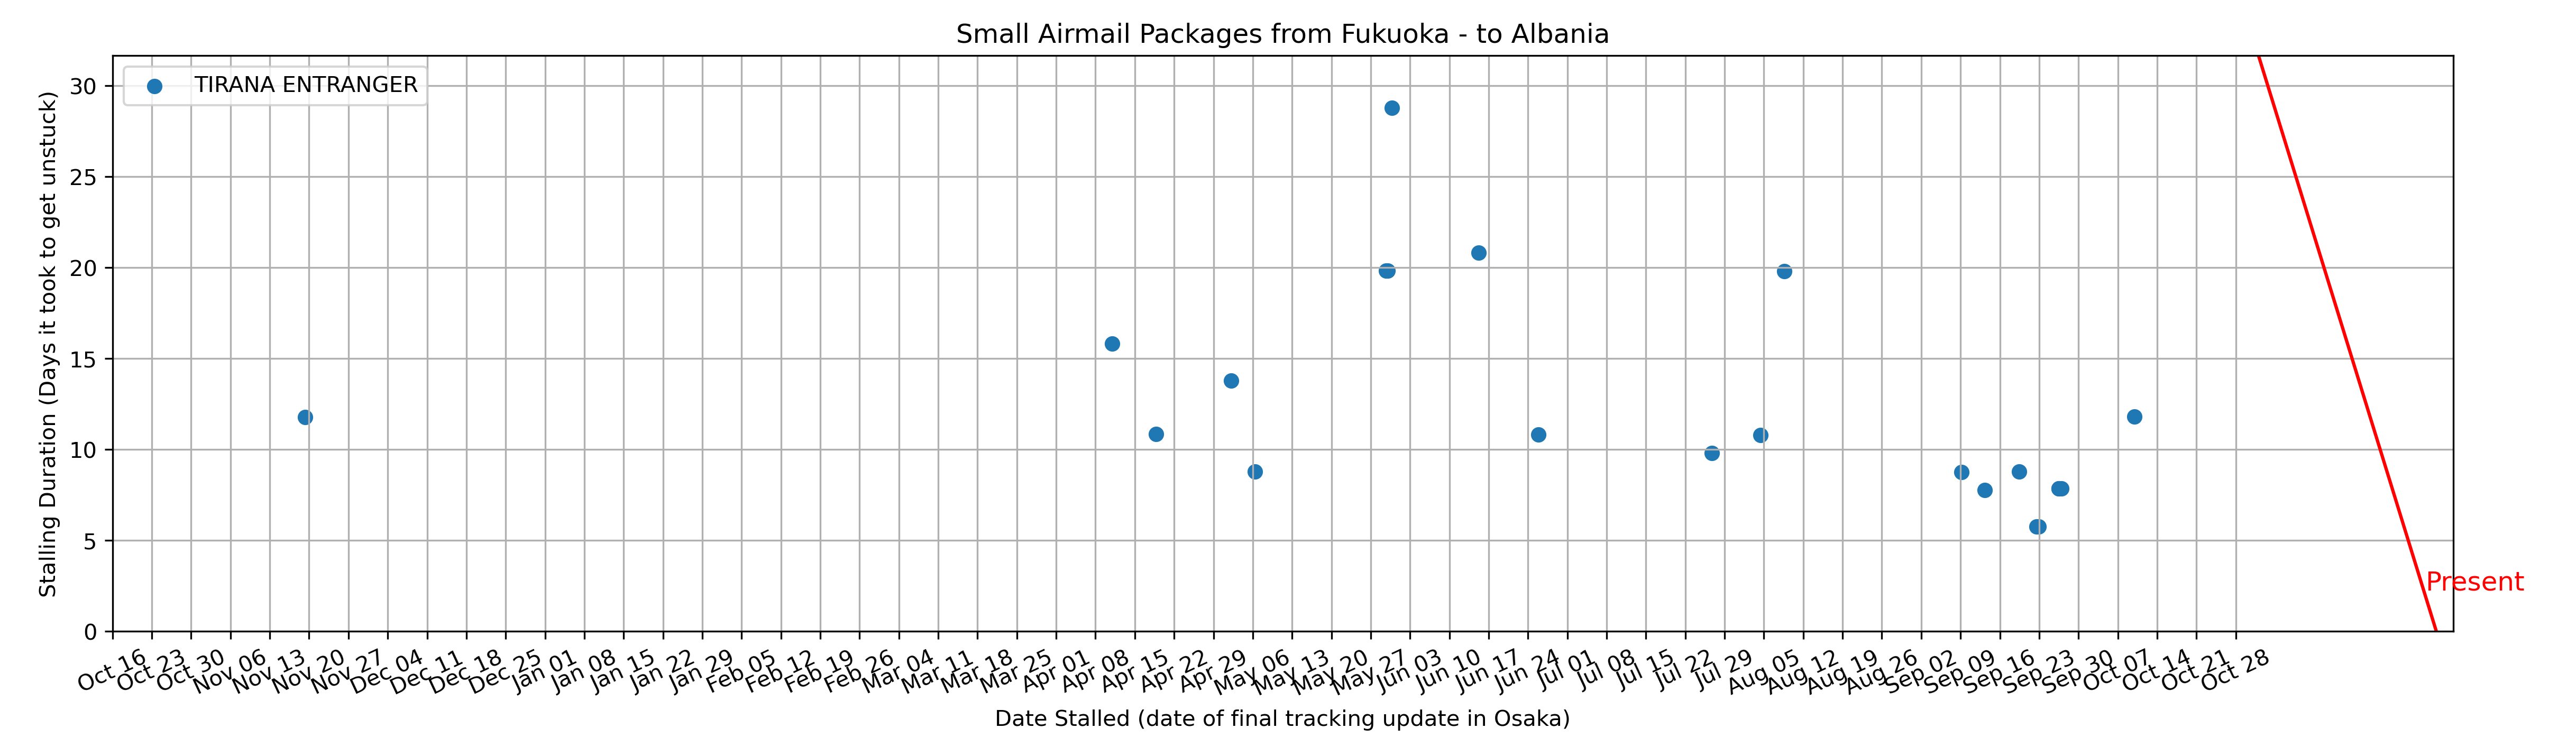 Small Airmail Packages from Fukuoka - to Albania
TIRANA ENTRANGER
Stalling Duration (Days it took to get unstuck)
30
25
20
15
10
5
0
Present
Oct 16
Oct 23
Oct 30
Nov 06
Nov 13
Nov 20
Nov 27
Dec 04
Dec 11
Dec 18
Dec 25
Jan 01
Jan 08
Jan 15
Jan 22
Jan 29
Feb 05
Feb 12
Feb 19
Feb 26
Mar 04
Mar 11
Mar 18
Mar 25
Apr 01
Apr 08
Apr 15
Apr 22
Apr 29
May 06
May 13
May 20
May 27
Jun 03
Jun 10
Jun 17
Jun 24
Jul 01
Jul 08
Jul 15
Jul 22
Jul 29
Aug 05
Aug 12
Aug 19
Aug 26
Sep 02
Sep 09
Sep 16
Sep 23
Sep 30
Oct 07
Oct 14
Oct 21
Oct 28
Date Stalled (date of final tracking update in Osaka)